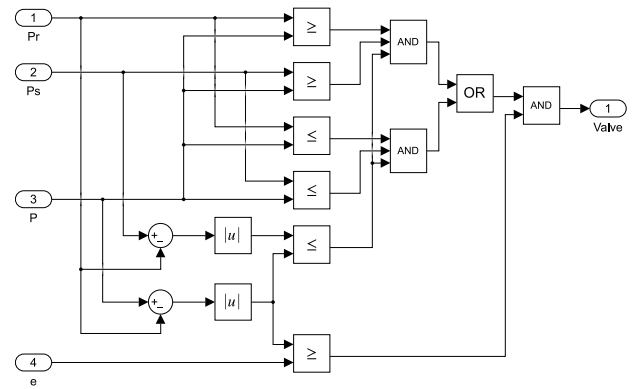 1
Pr
≥
AND
2
Ps
≥
OR
AND
1
Valve
≤
AND
≤
3
P
+
−
|u|
≤
+
−
|u|
≥
4
e